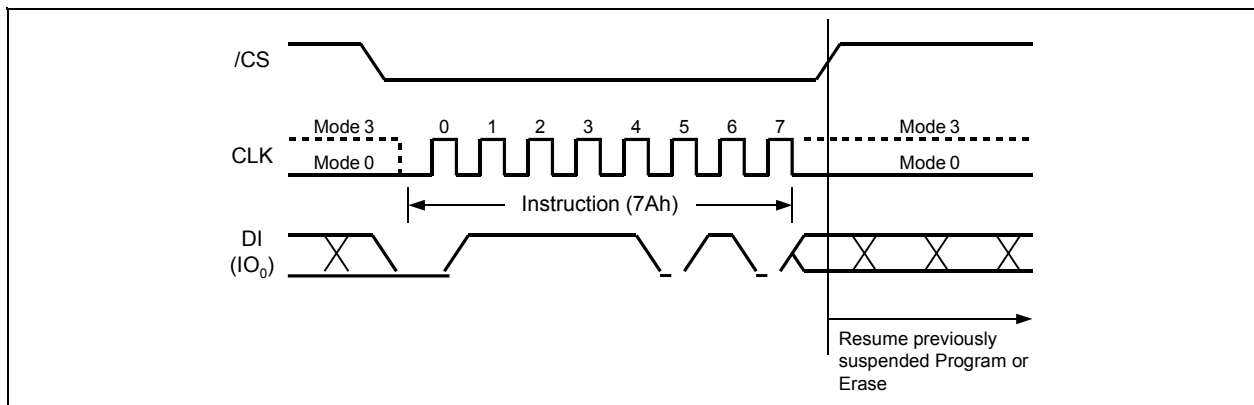 /CS
Mode 3 0 1 2 3 4 5 6 7 Mode 3
CLK
Mode 0 Mode 0
Instruction (7Ah)
DI
(IO0)
Resume previously
suspended Program or
Erase